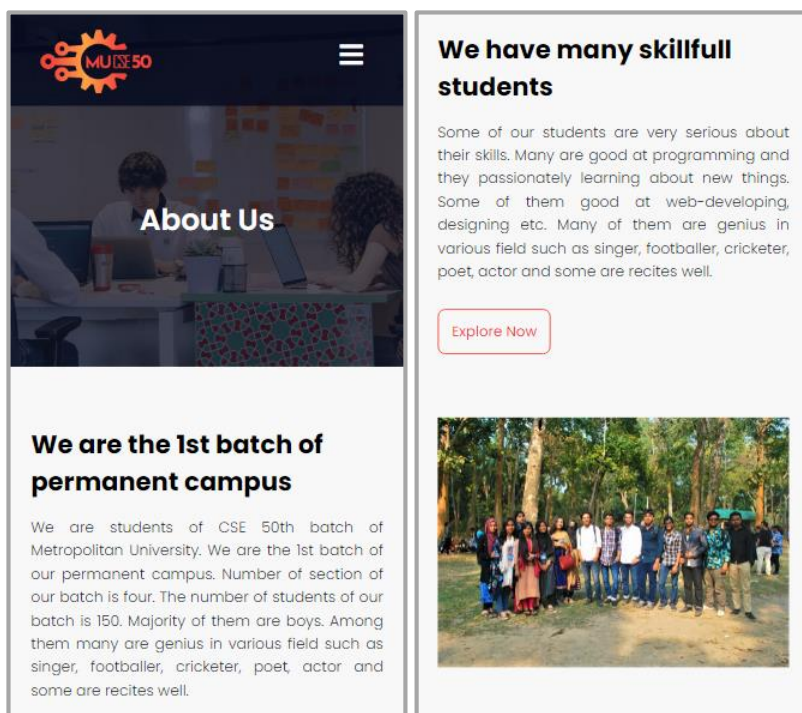 MU CSE 50
About Us
We are the 1st batch of
permanent campus
We are students of CSE 50th batch of
Metropolitan University. We are the 1st batch of
our permanent campus. Number of section of
our batch is four. The number of students of our
batch is 150. Majority of them are boys. Among
them many are genius in various field such as
singer, footballer, cricketer, poet, actor and
some are recites well.
We have many skillfull
students
Some of our students are very serious about
their skills. Many are good at programming and
they passionately learning about new things.
Some of them good at web-developing,
designing etc. Many of them are genius in
various field such as singer, footballer, cricketer,
poet, actor and some are recites well.
Explore Now